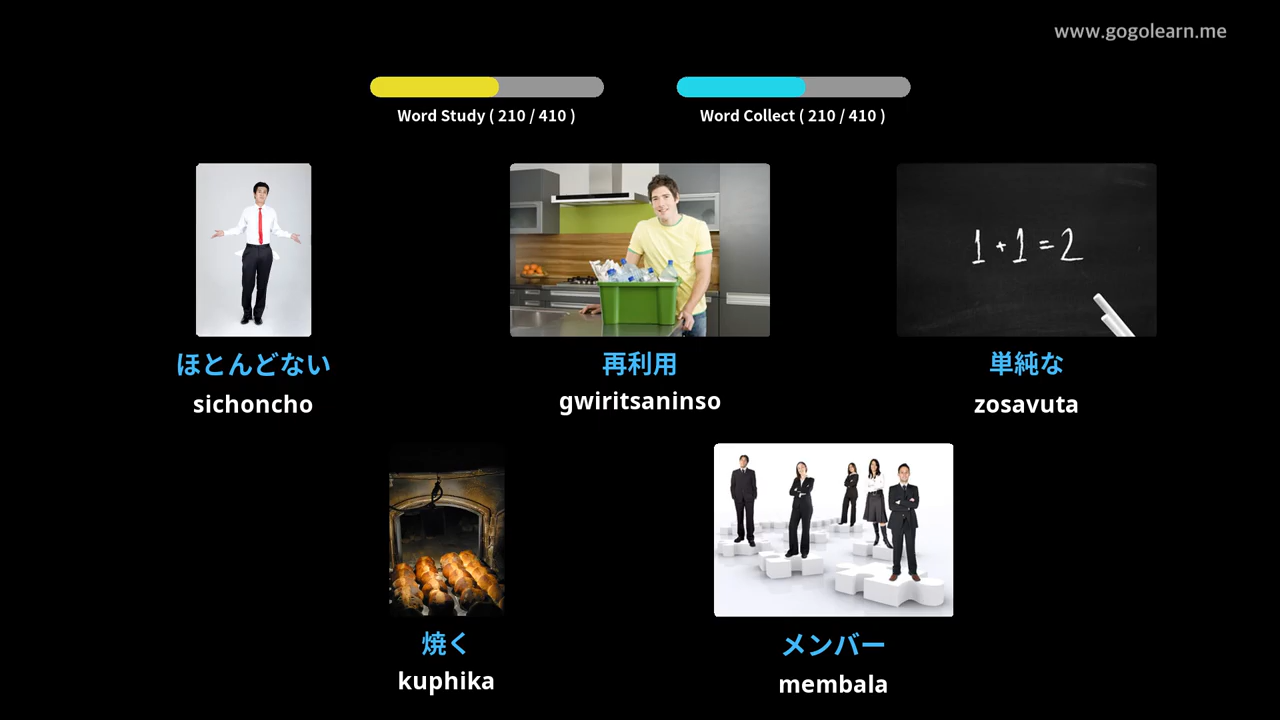 www.gogolearn.me
Word Study ( 210 / 410 )
Word Collect ( 210 / 410 )
1 + 1 = 2
ほとんどない
sichoncho
再利用
gwiritsaninso
単純な
zosavuta
焼く
kuphika
メンバー
membala